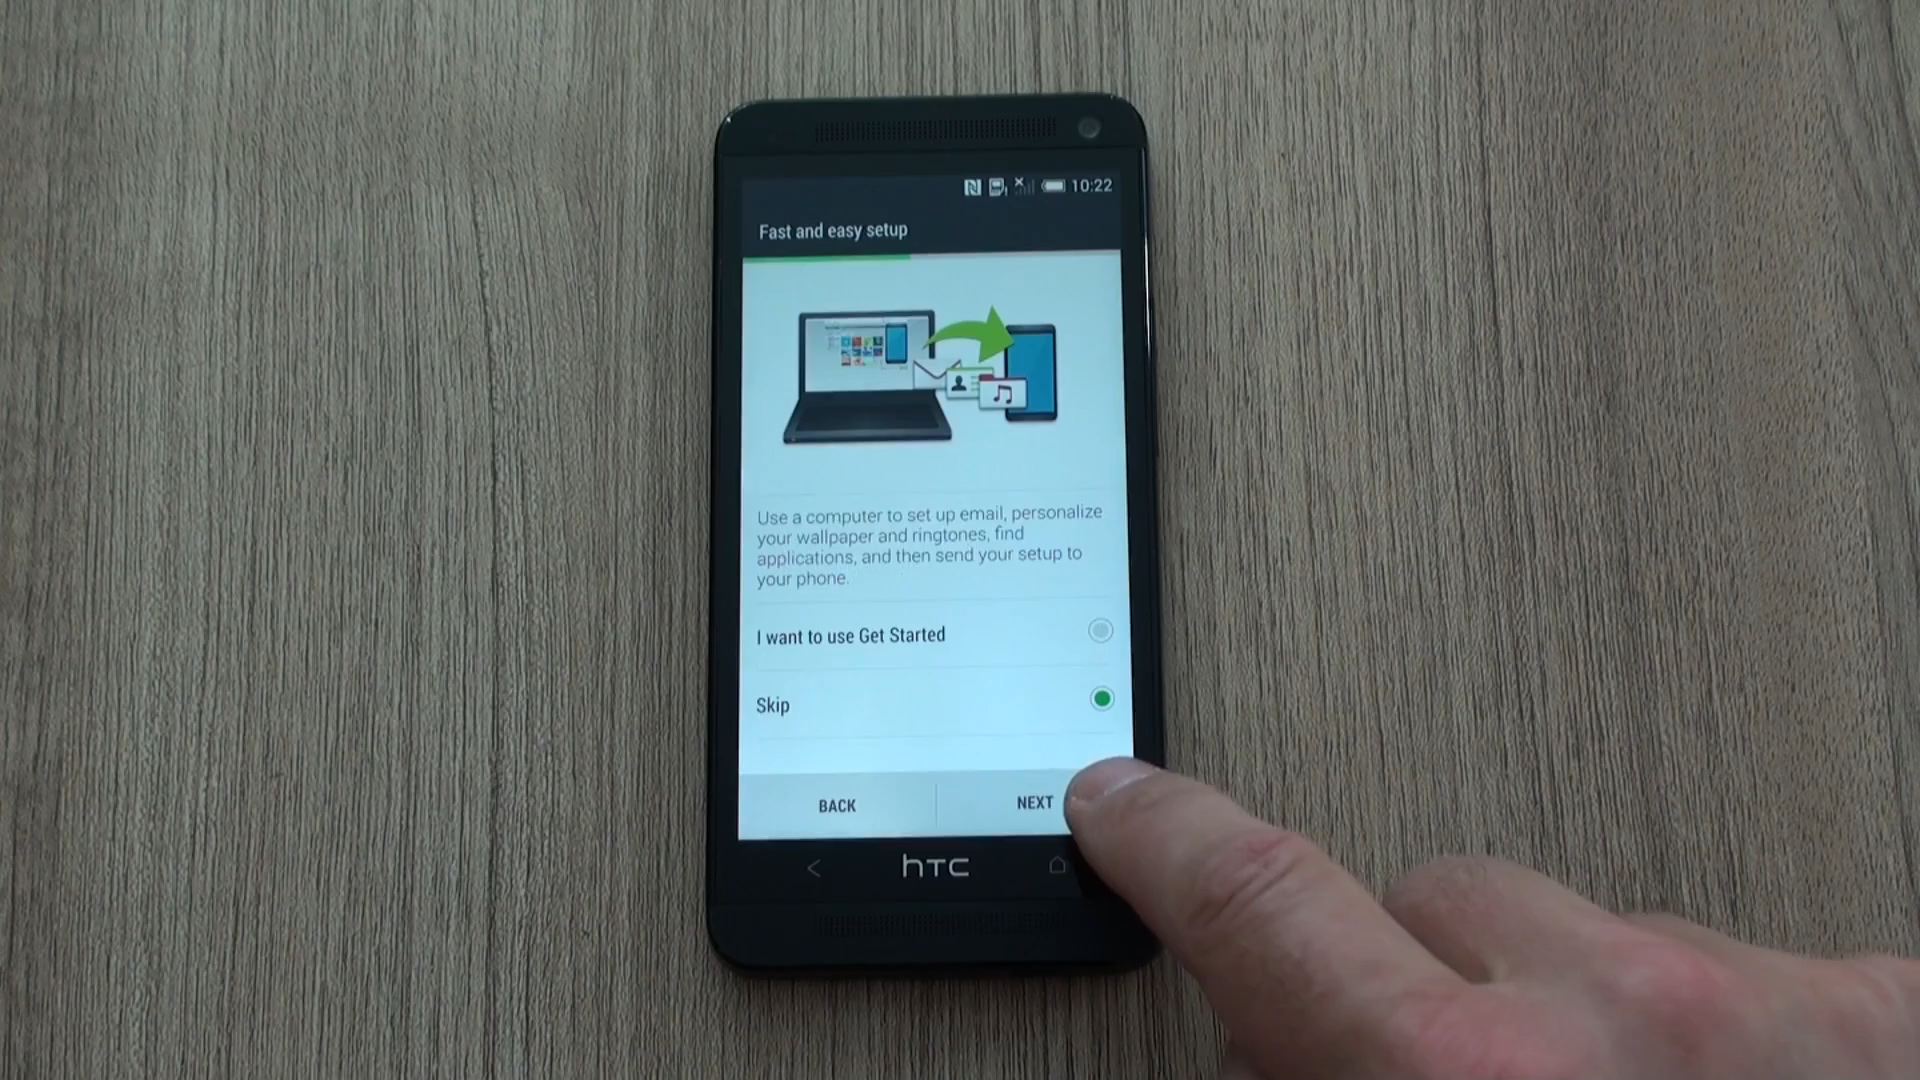 10:22
Fast and easy setup
Use a computer to set up email, personalize
your wallpaper and ringtones, find
applications, and then send your setup to
your phone.
I want to use Get Started
Skip
BACK
NEXT
hTC